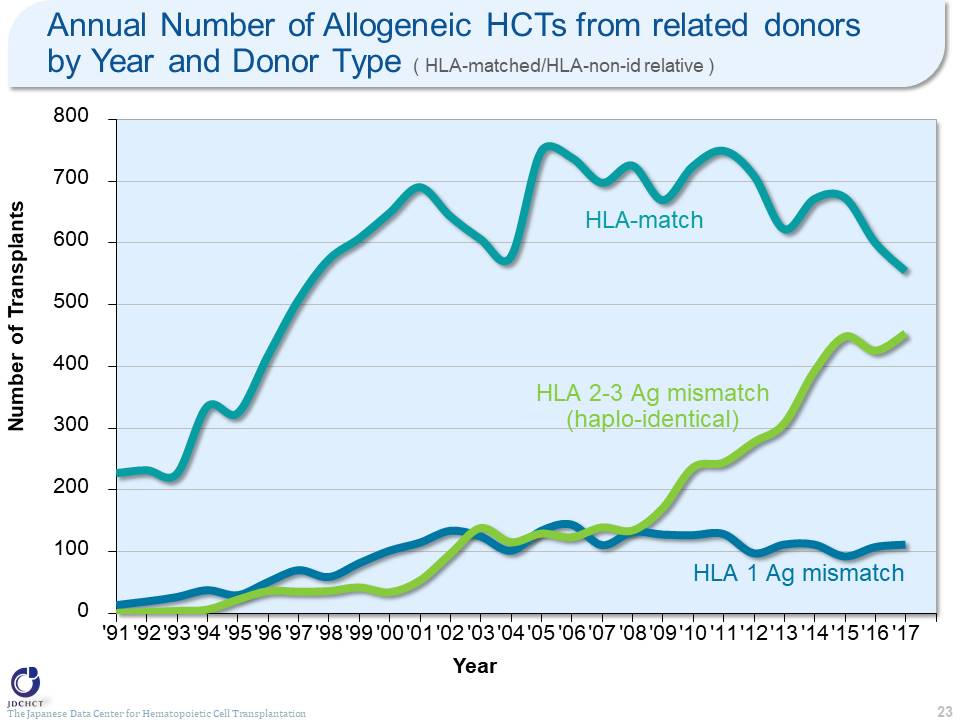 Annual Number of Allogeneic HCTs from related donors
by Year and Donor Type ( HLA-matched/HLA-non-id relative )
Number of Transplants
800
700
600
500
400
300
200
100
0
HLA-match
HLA 2-3 Ag mismatch
(haplo-identical)
HLA 1 Ag mismatch
'91 '92 '93 '94 '95 '96 '97 '98 '99 '00 '01 '02 '03 '04 '05 '06 '07 '08 '09 '10 '11 '12 '13 '14 '15 '16 '17
Year
JDCHCT
The Japanese Data Center for Hematopoietic Cell Transplantation
23